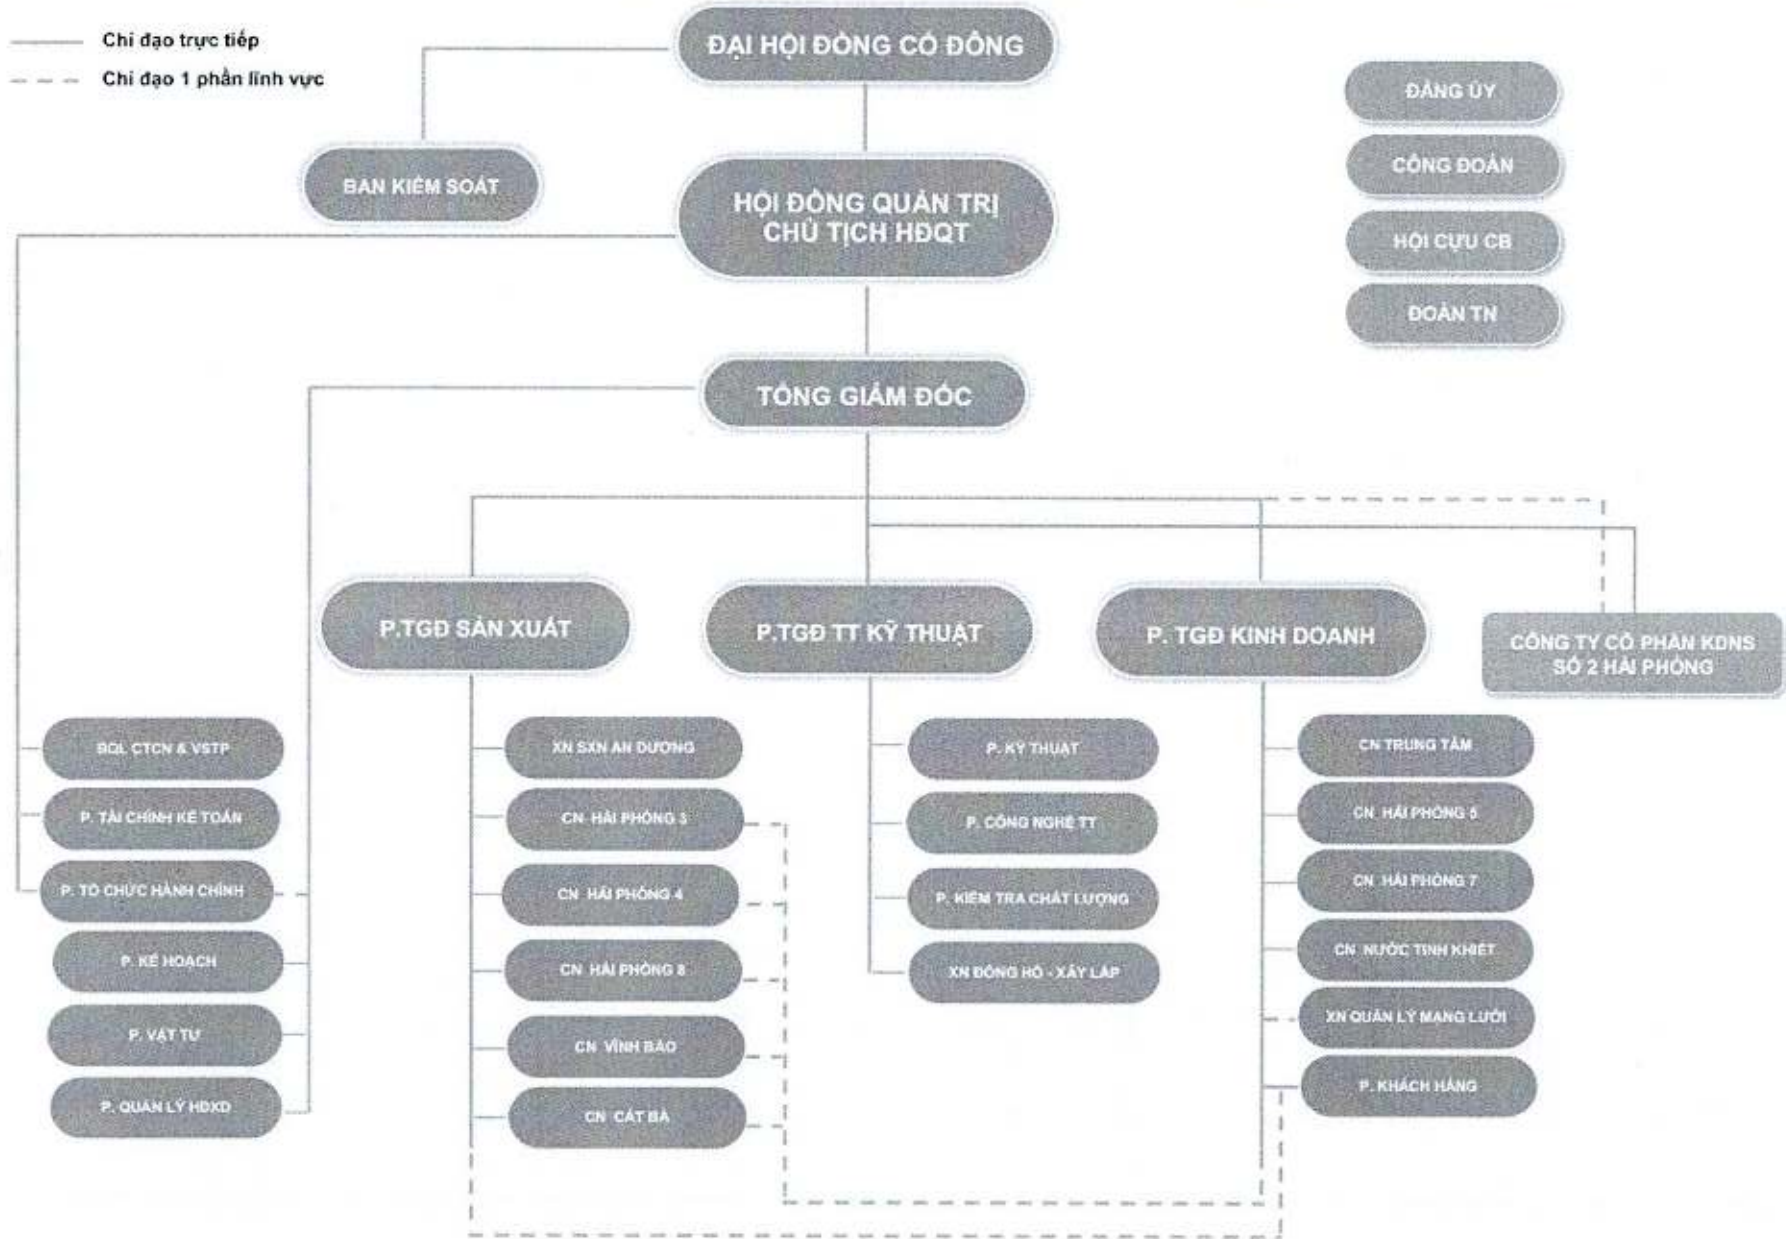 Chỉ đạo trực tiếp
Chỉ đạo 1 phần lĩnh vực
ĐẠI HỘI ĐỒNG CỔ ĐÔNG
ĐẢNG ỦY
CÔNG ĐOÀN
HỘI CỰU CB
ĐOÀN TN
BAN KIỂM SOÁT
HỘI ĐỒNG QUẢN TRỊ
CHỦ TỊCH HĐQT
TỔNG GIÁM ĐỐC
P.TGĐ SẢN XUẤT
P.TGĐ TT KỸ THUẬT
P. TGĐ KINH DOANH
CÔNG TY CỔ PHẦN KDNS
SỐ 2 HẢI PHÒNG
BQL CTCN & VSTP
P. TÀI CHÍNH KẾ TOÁN
P. TỔ CHỨC HÀNH CHÍNH
P. KẾ HOẠCH
P. VẬT TƯ
P. QUẢN LÝ HĐXD
XN SXN AN DƯƠNG
CN HẢI PHÒNG 3
CN HẢI PHÒNG 4
CN HẢI PHÒNG 8
CN VĨNH BẢO
CN CÁT BÀ
P. KỸ THUẬT
P. CÔNG NGHỆ TT
P. KIỂM TRA CHẤT LƯỢNG
XN ĐỒNG HỒ - XÂY LẮP
CN TRUNG TÂM
CN HẢI PHÒNG 5
CN HẢI PHÒNG 7
CN NƯỚC TINH KHIẾT
XN QUẢN LÝ MẠNG LƯỚI
P. KHÁCH HÀNG